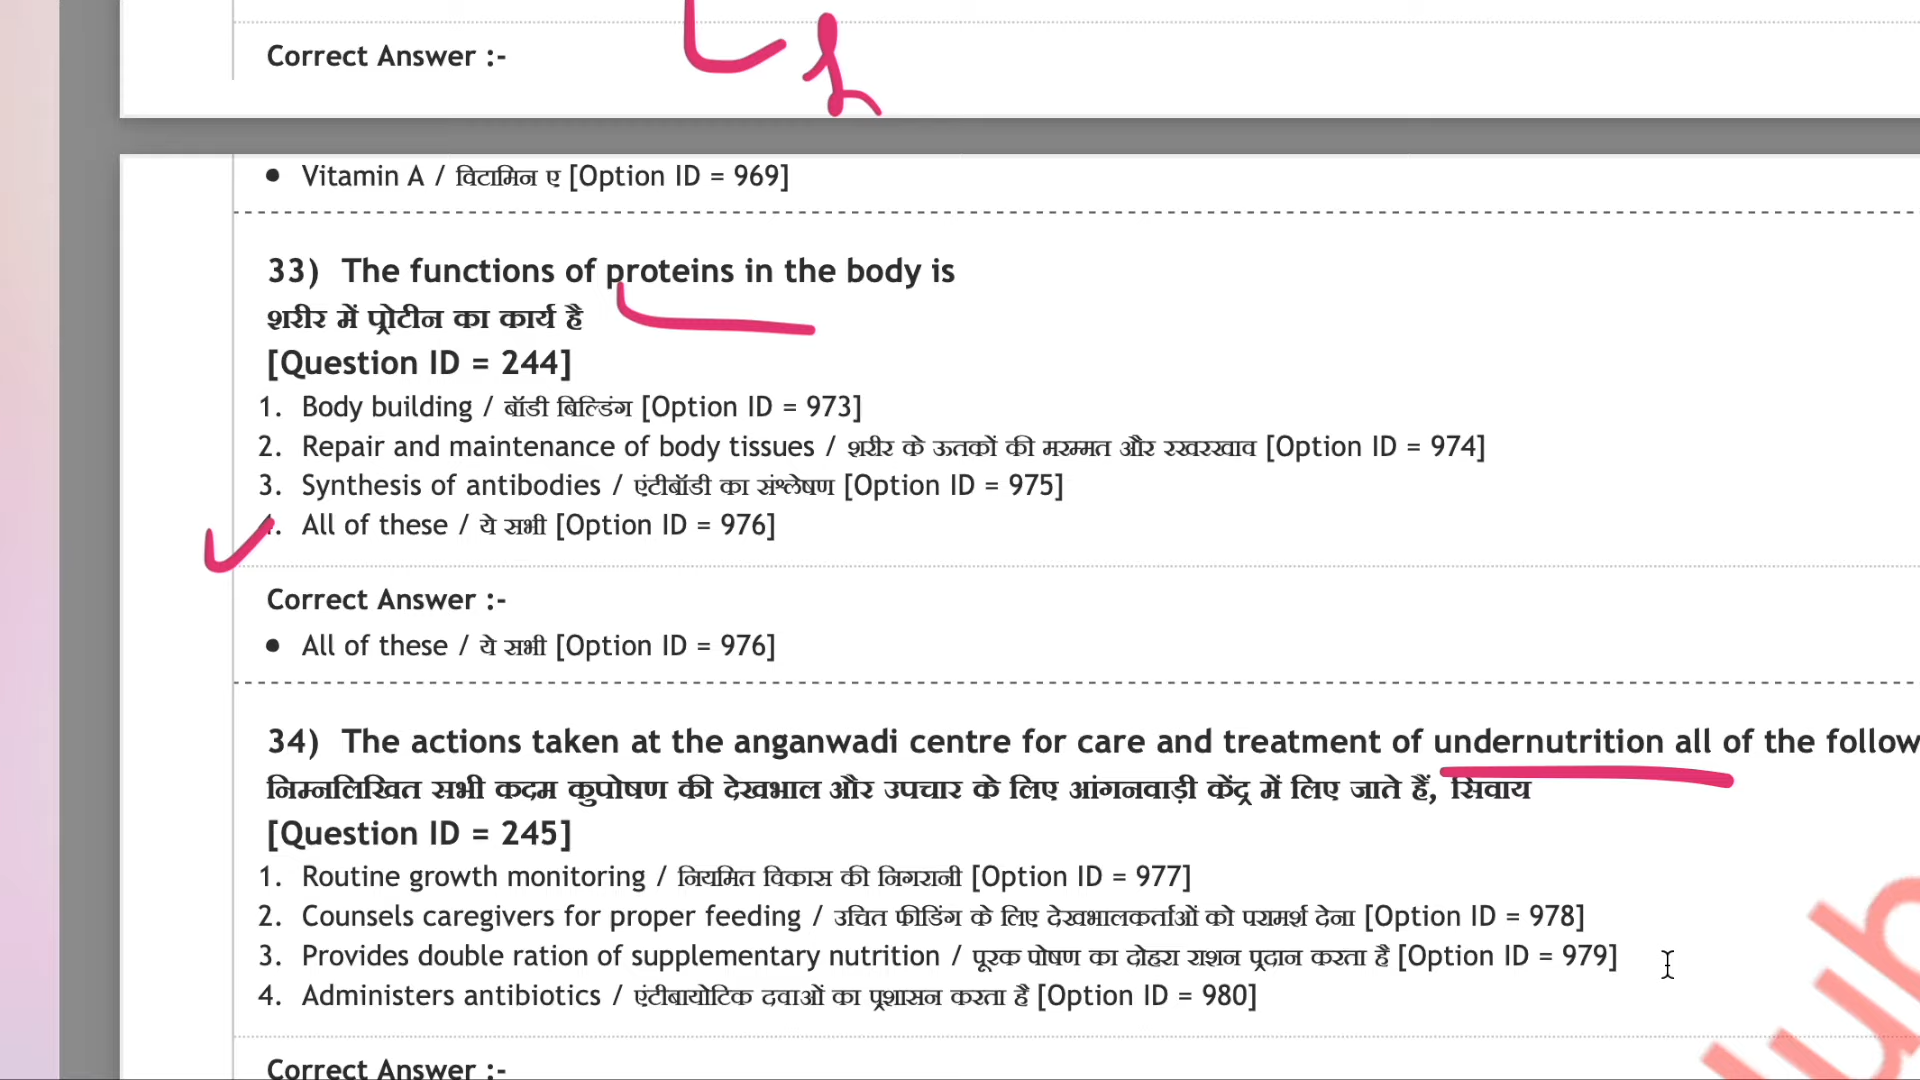 Correct Answer :-
• Vitamin A / विटामिन ए [Option ID = 969]
33) The functions of proteins in the body is
शरीर में प्रोटीन का कार्य है
[Question ID = 244]
1. Body building / बॉडी बिल्डिंग [Option ID = 973]
2. Repair and maintenance of body tissues / शरीर के ऊतकों की मरम्मत और रखरखाव [Option ID = 974]
3. Synthesis of antibodies / एंटीबॉडी का संश्लेषण [Option ID = 975]
4. All of these / ये सभी [Option ID = 976]
Correct Answer :-
• All of these / ये सभी [Option ID = 976]
34) The actions taken at the anganwadi centre for care and treatment of undernutrition all of the follow
निम्नलिखित सभी कदम कुपोषण की देखभाल और उपचार के लिए आंगनवाड़ी केंद्र में लिए जाते हैं, सिवाय
[Question ID = 245]
1. Routine growth monitoring / नियमित विकास की निगरानी [Option ID = 977]
2. Counsels caregivers for proper feeding / उचित फीडिंग के लिए देखभालकर्ताओं को परामर्श देना [Option ID = 978]
3. Provides double ration of supplementary nutrition / पूरक पोषण का दोहरा राशन प्रदान करता है [Option ID = 979]
4. Administers antibiotics / एंटीबायोटिक दवाओं का प्रशासन करता है [Option ID = 980]
Correct Answer :-